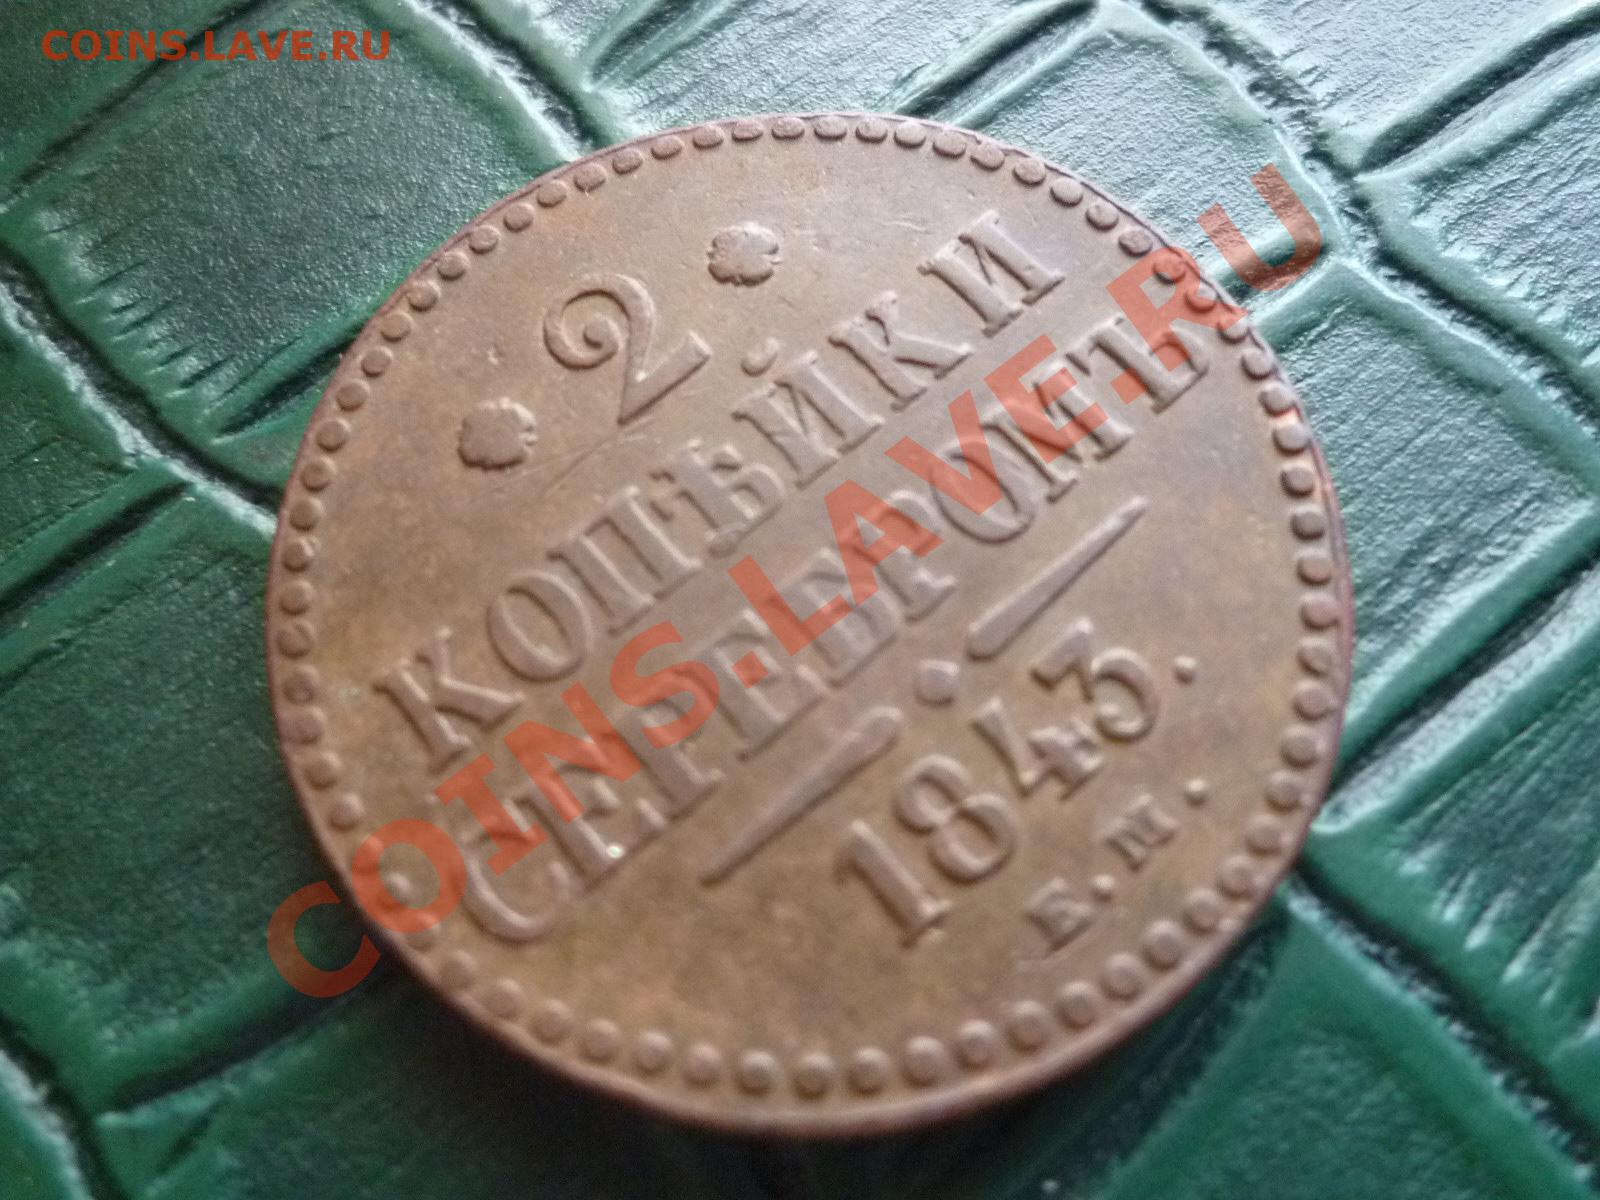 COINS.LAVE.RU
2
КОПѢЙКИ
СЕРЕБРОМЪ
1843.
Е.М.
COINS.LAVE.RU